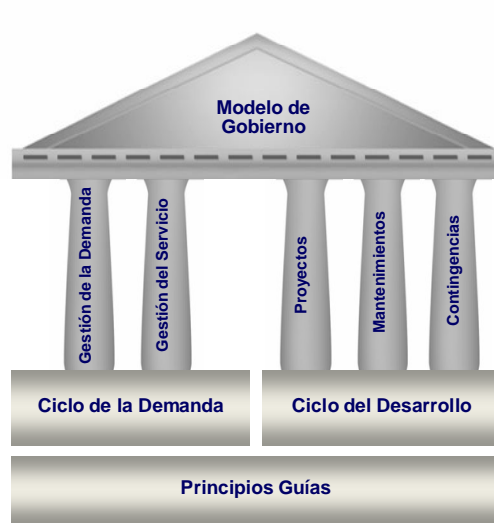 Modelo de
Gobierno
Gestión de la Demanda
Gestión del Servicio
Proyectos
Mantenimientos
Contingencias
Ciclo de la Demanda
Ciclo del Desarrollo
Principios Guías